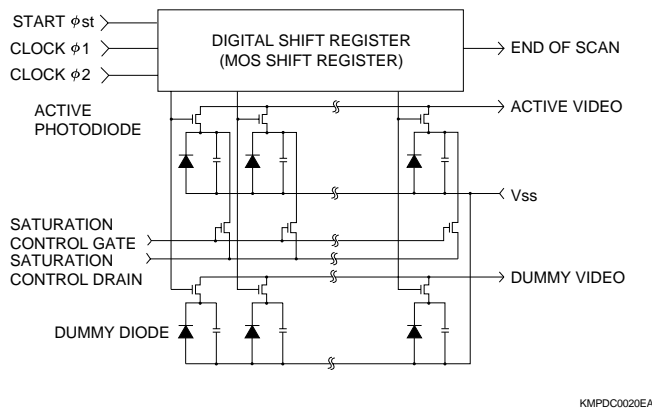 START ϕst
CLOCK ϕ1
CLOCK ϕ2
DIGITAL SHIFT REGISTER
(MOS SHIFT REGISTER)
END OF SCAN
ACTIVE
PHOTODIODE
ACTIVE VIDEO
Vss
SATURATION
CONTROL GATE
SATURATION
CONTROL DRAIN
DUMMY VIDEO
DUMMY DIODE
KMPDC0020EA